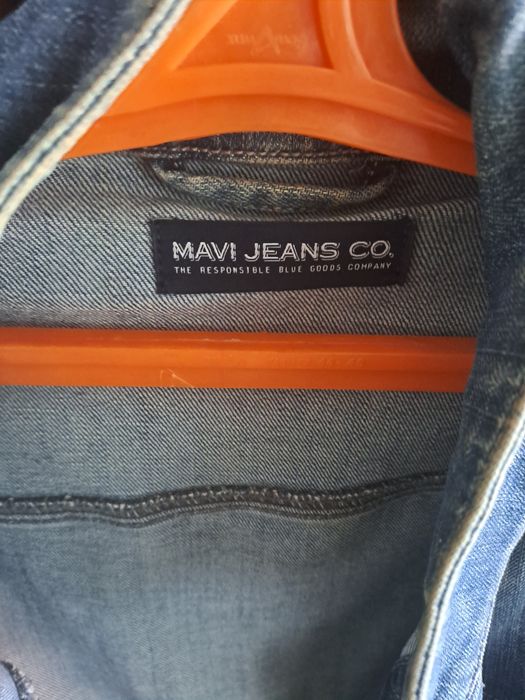 MAVI JEANS CO.
THE RESPONSIBLE BLUE GOODS COMPANY